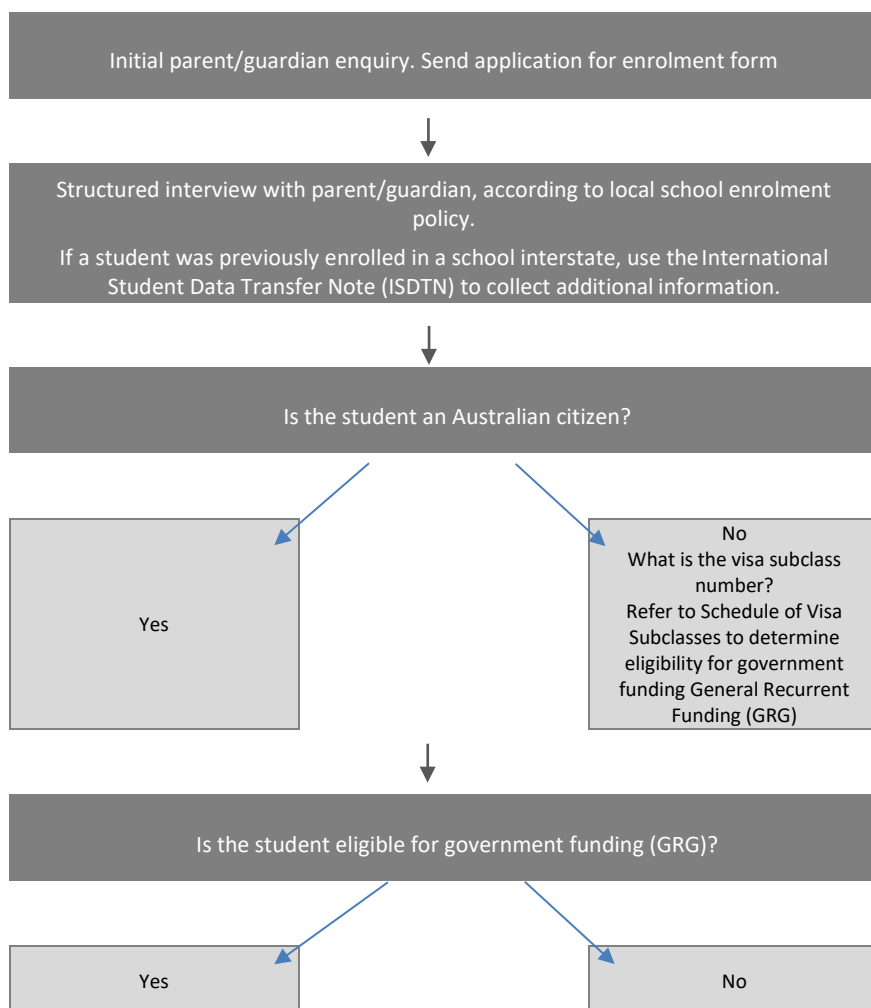 Initial parent/guardian enquiry. Send application for enrolment form
Structured interview with parent/guardian, according to local school enrolment
policy.
If a student was previously enrolled in a school interstate, use the International
Student Data Transfer Note (ISDTN) to collect additional information.
Is the student an Australian citizen?
Yes
No
What is the visa subclass
number?
Refer to Schedule of Visa
Subclasses to determine
eligibility for government
funding General Recurrent
Funding (GRG)
Is the student eligible for government funding (GRG)?
Yes
No